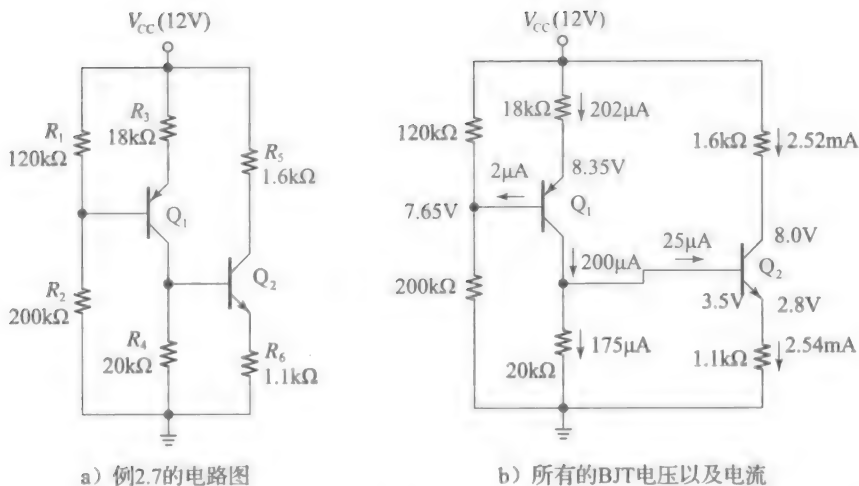 V_CC(12V)
R_1
120kΩ
R_3
18kΩ
R_5
1.6kΩ
Q_1
R_2
200kΩ
Q_2
R_4
20kΩ
R_6
1.1kΩ
a）例2.7的电路图
V_CC(12V)
120kΩ
18kΩ
202μA
1.6kΩ
2.52mA
2μA
8.35V
7.65V
Q_1
8.0V
25μA
200μA
Q_2
200kΩ
3.5V
2.8V
175μA
20kΩ
1.1kΩ
2.54mA
b）所有的BJT电压以及电流